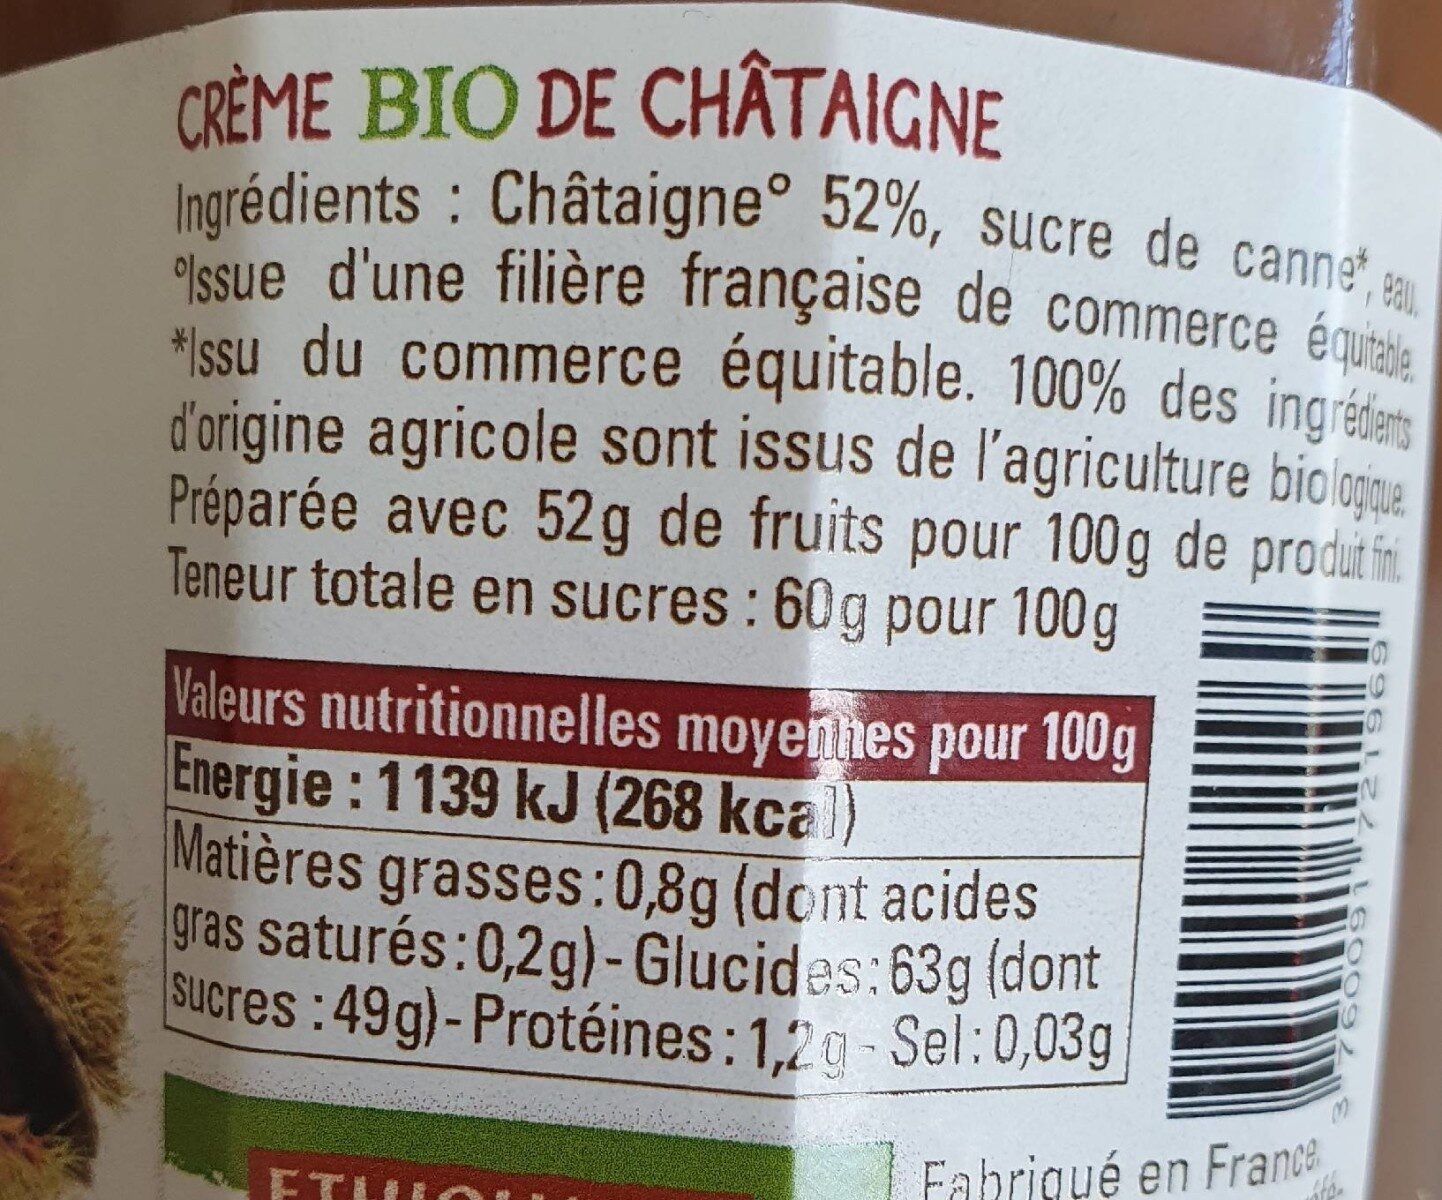 CRÈME BIO DE CHÂTAIGNE
Ingrédients : Châtaigne° 52%, sucre de canne*, eau.
°Issue d'une filière française de commerce équitable.
*Issu du commerce équitable. 100% des ingrédients
d'origine agricole sont issus de l'agriculture biologique.
Préparée avec 52g de fruits pour 100g de produit fini.
Teneur totale en sucres : 60g pour 100g
Valeurs nutritionnelles moyennes pour 100g
Energie : 1139 kJ (268 kcal)
Matières grasses : 0,8g (dont acides
gras saturés : 0,2g) - Glucides : 63g (dont
sucres : 49g) - Protéines : 1,2g - Sel : 0,03g
3 760091 721969
Fabriqué en France.